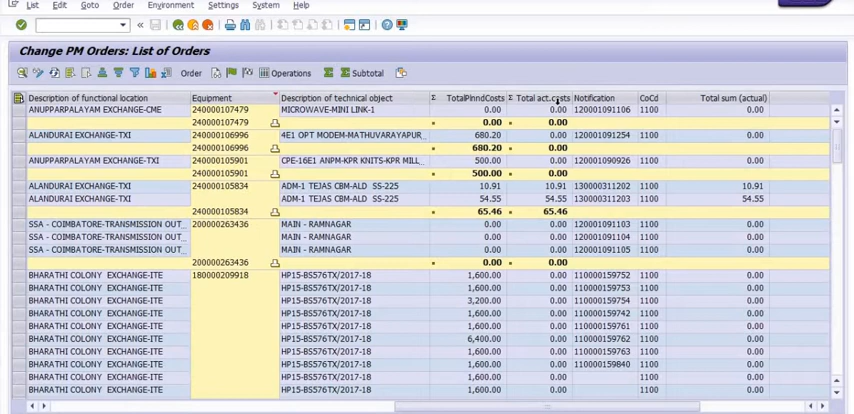 List Edit Goto Order Environment Settings System Help
Change PM Orders: List of Orders
Order Operations Subtotal
Description of functional location Equipment Description of technical object Σ TotalPlnndCosts Σ Total act.costs Notification CoCd Total sum (actual)
ANUPPARPALAYAM EXCHANGE-CME 240000107479 MICROWAVE-MINI LINK-1 0.00 0.00 120001091106 1100 0.00
240000107479 0.00 0.00
ALANDURAI EXCHANGE-TXI 240000106996 4E1 OPT MODEM-MATHUVARAYAPUR... 680.20 0.00 120001091254 1100 0.00
240000106996 680.20 0.00
ANUPPARPALAYAM EXCHANGE-TXI 240000105901 CPE-16E1 ANPM-KPR KNITS-KPR MILL... 500.00 0.00 120001090926 1100 0.00
240000105901 500.00 0.00
ALANDURAI EXCHANGE-TXI 240000105834 ADM-1 TEJAS CBM-ALD SS-225 10.91 10.91 130000311202 1100 10.91
ALANDURAI EXCHANGE-TXI ADM-1 TEJAS CBM-ALD SS-225 54.55 54.55 130000311203 1100 54.55
240000105834 65.46 65.46
SSA - COIMBATORE-TRANSMISSION OUT... 200000263436 MAIN - RAMNAGAR 0.00 0.00 120001091103 1100 0.00
SSA - COIMBATORE-TRANSMISSION OUT... MAIN - RAMNAGAR 0.00 0.00 120001091104 1100 0.00
SSA - COIMBATORE-TRANSMISSION OUT... MAIN - RAMNAGAR 0.00 0.00 120001091105 1100 0.00
200000263436 0.00 0.00
BHARATHI COLONY EXCHANGE-ITE 180000209918 HP15-BS576TX/2017-18 1,600.00 0.00 110000159752 1100 0.00
BHARATHI COLONY EXCHANGE-ITE HP15-BS576TX/2017-18 1,600.00 0.00 110000159753 1100 0.00
BHARATHI COLONY EXCHANGE-ITE HP15-BS576TX/2017-18 3,200.00 0.00 110000159754 1100 0.00
BHARATHI COLONY EXCHANGE-ITE HP15-BS576TX/2017-18 1,600.00 0.00 110000159742 1100 0.00
BHARATHI COLONY EXCHANGE-ITE HP15-BS576TX/2017-18 1,600.00 0.00 110000159761 1100 0.00
BHARATHI COLONY EXCHANGE-ITE HP15-BS576TX/2017-18 6,400.00 0.00 110000159762 1100 0.00
BHARATHI COLONY EXCHANGE-ITE HP15-BS576TX/2017-18 1,600.00 0.00 110000159763 1100 0.00
BHARATHI COLONY EXCHANGE-ITE HP15-BS576TX/2017-18 1,600.00 0.00 110000159840 1100 0.00
BHARATHI COLONY EXCHANGE-ITE HP15-BS576TX/2017-18 1,600.00 0.00 1100 0.00
BHARATHI COLONY EXCHANGE-ITE HP15-BS576TX/2017-18 1,600.00 0.00 1100 0.00